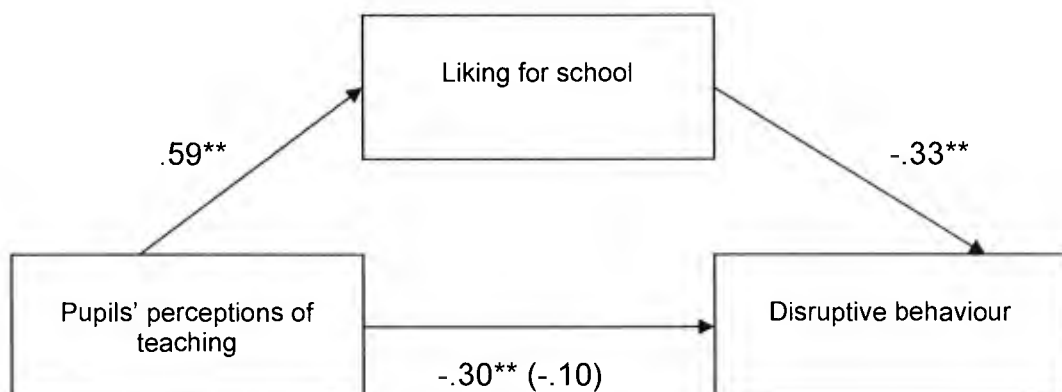 Liking for school
.59**
-.33**
Pupils’ perceptions of
teaching
Disruptive behaviour
-.30** (-.10)